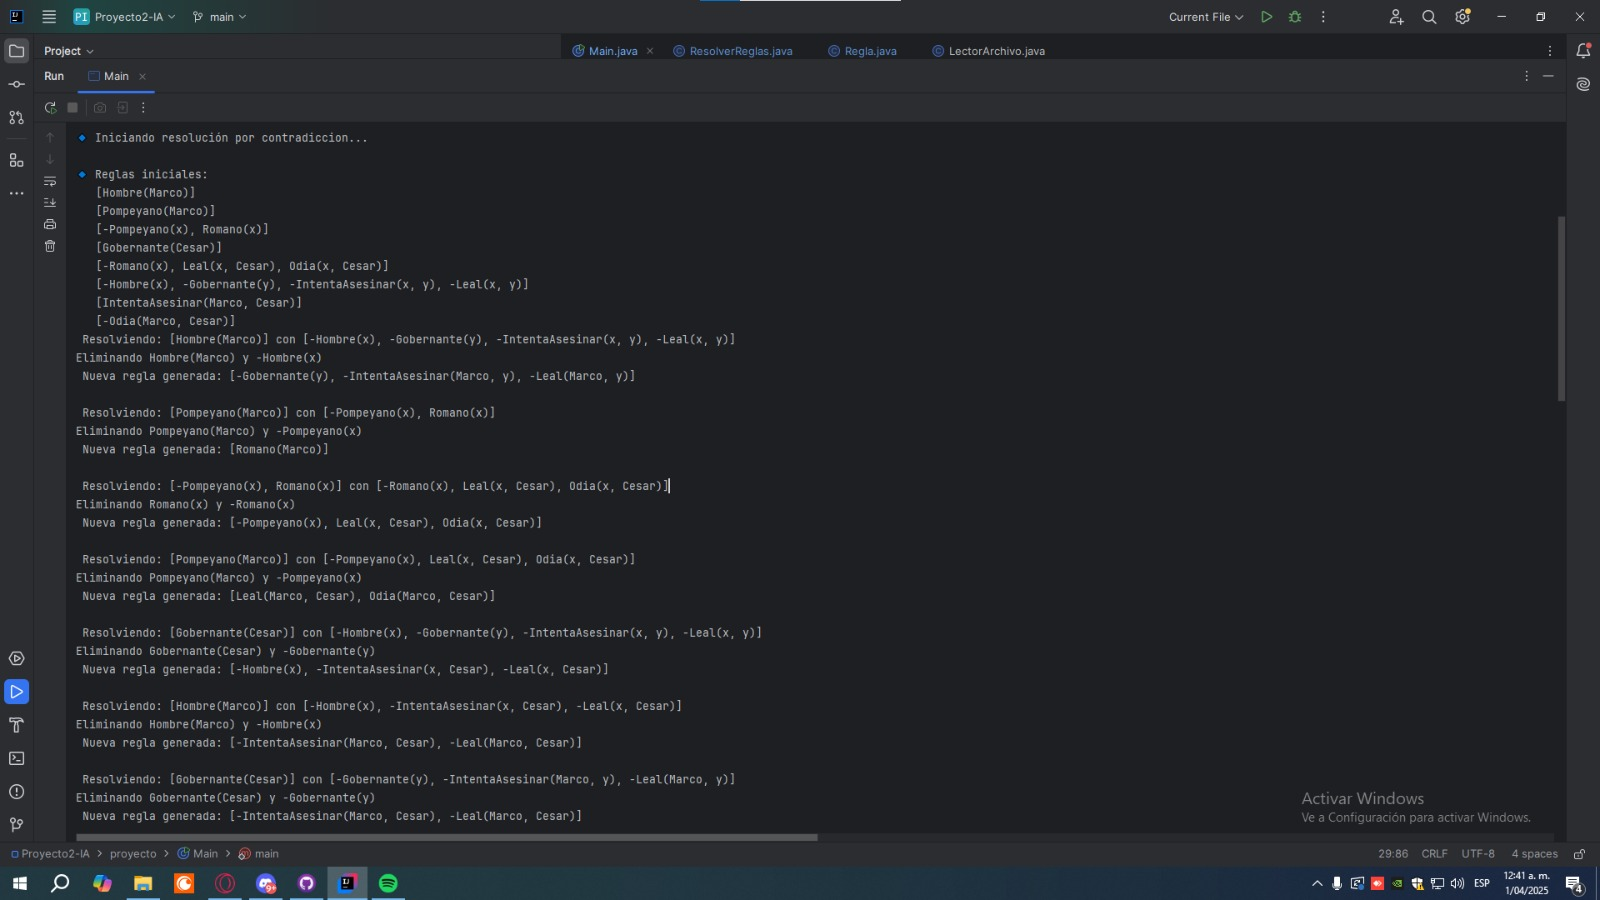 PI Proyecto2-IA main Current File
Project Main.java ResolverReglas.java Regla.java LectorArchivo.java
Run Main
Iniciando resolución por contradiccion...
Reglas iniciales:
[Hombre(Marco)]
[Pompeyano(Marco)]
[-Pompeyano(x), Romano(x)]
[Gobernante(Cesar)]
[-Romano(x), Leal(x, Cesar), Odia(x, Cesar)]
[-Hombre(x), -Gobernante(y), -IntentaAsesinar(x, y), -Leal(x, y)]
[IntentaAsesinar(Marco, Cesar)]
[-Odia(Marco, Cesar)]
Resolviendo: [Hombre(Marco)] con [-Hombre(x), -Gobernante(y), -IntentaAsesinar(x, y), -Leal(x, y)]
Eliminando Hombre(Marco) y -Hombre(x)
Nueva regla generada: [-Gobernante(y), -IntentaAsesinar(Marco, y), -Leal(Marco, y)]
Resolviendo: [Pompeyano(Marco)] con [-Pompeyano(x), Romano(x)]
Eliminando Pompeyano(Marco) y -Pompeyano(x)
Nueva regla generada: [Romano(Marco)]
Resolviendo: [-Pompeyano(x), Romano(x)] con [-Romano(x), Leal(x, Cesar), Odia(x, Cesar)]
Eliminando Romano(x) y -Romano(x)
Nueva regla generada: [-Pompeyano(x), Leal(x, Cesar), Odia(x, Cesar)]
Resolviendo: [Pompeyano(Marco)] con [-Pompeyano(x), Leal(x, Cesar), Odia(x, Cesar)]
Eliminando Pompeyano(Marco) y -Pompeyano(x)
Nueva regla generada: [Leal(Marco, Cesar), Odia(Marco, Cesar)]
Resolviendo: [Gobernante(Cesar)] con [-Hombre(x), -Gobernante(y), -IntentaAsesinar(x, y), -Leal(x, y)]
Eliminando Gobernante(Cesar) y -Gobernante(y)
Nueva regla generada: [-Hombre(x), -IntentaAsesinar(x, Cesar), -Leal(x, Cesar)]
Resolviendo: [Hombre(Marco)] con [-Hombre(x), -IntentaAsesinar(x, Cesar), -Leal(x, Cesar)]
Eliminando Hombre(Marco) y -Hombre(x)
Nueva regla generada: [-IntentaAsesinar(Marco, Cesar), -Leal(Marco, Cesar)]
Resolviendo: [Gobernante(Cesar)] con [-Gobernante(y), -IntentaAsesinar(Marco, y), -Leal(Marco, y)]
Eliminando Gobernante(Cesar) y -Gobernante(y)
Nueva regla generada: [-IntentaAsesinar(Marco, Cesar), -Leal(Marco, Cesar)]
Activar Windows
Ve a Configuración para activar Windows.
Proyecto2-IA > proyecto > Main > main 29:86 CRLF UTF-8 4 spaces
ESP 12:41 a. m.
1/04/2025 4